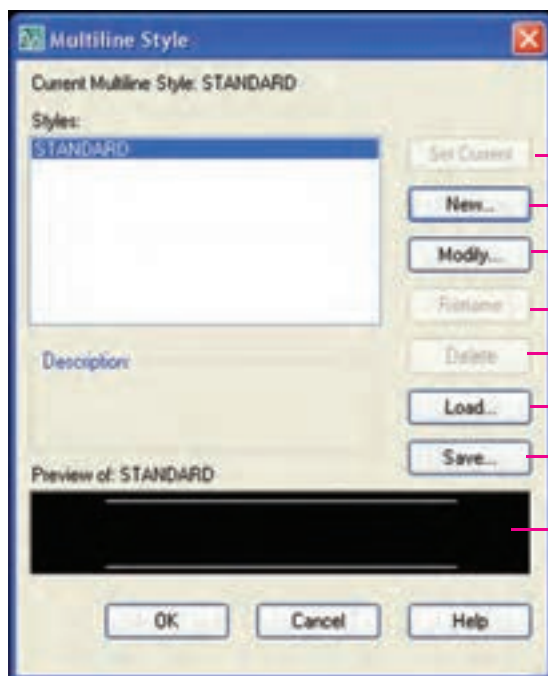 Multiline Style
Current Multiline Style: STANDARD
Styles:
STANDARD
Set Current
New...
Modify...
Rename
Delete
Load...
Save...
Description:
Preview of: STANDARD
OK
Cancel
Help